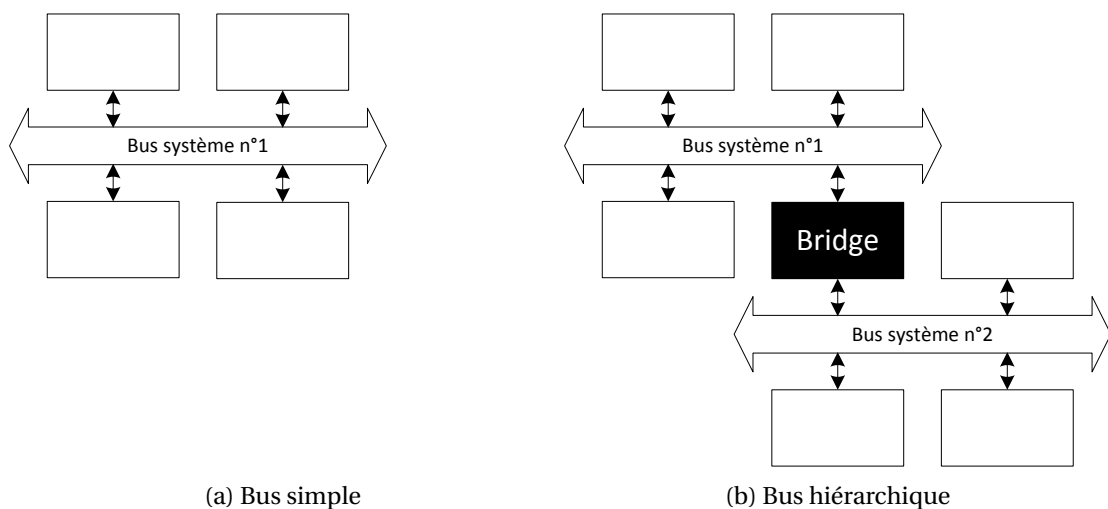 Bus système n°1
Bus système n°1
Bridge
Bus système n°2
(a) Bus simple
(b) Bus hiérarchique